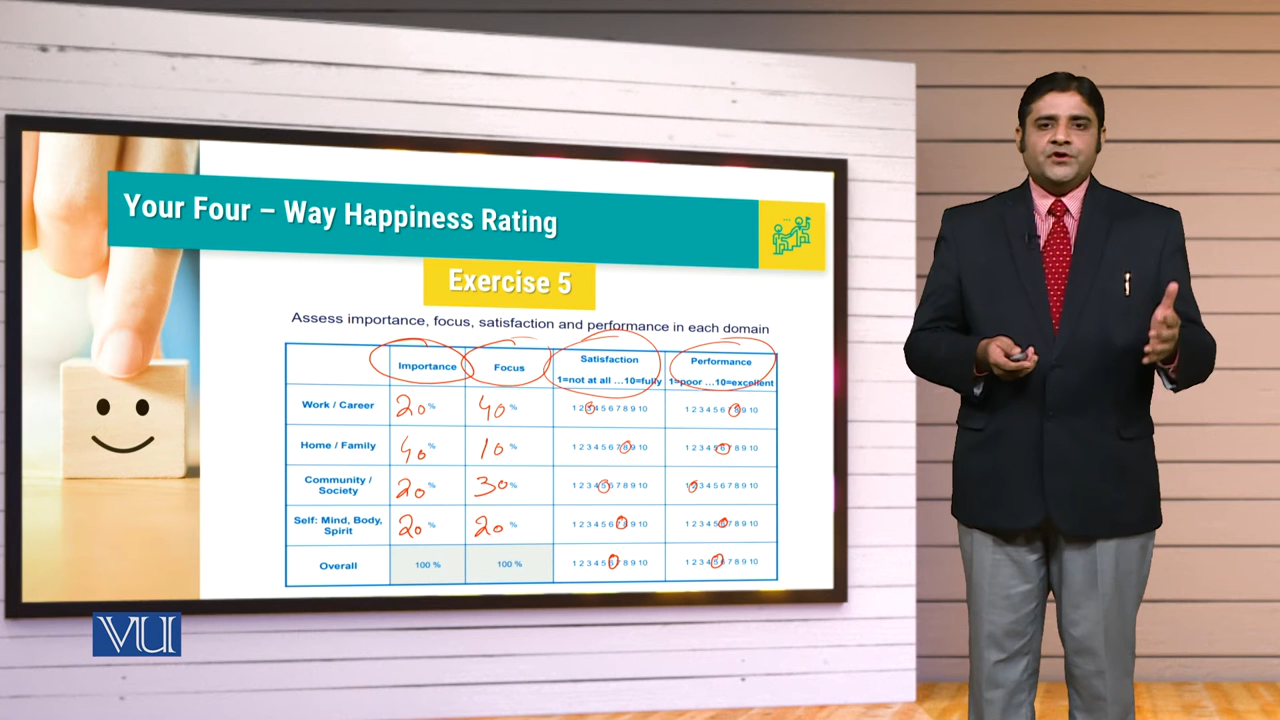 Your Four – Way Happiness Rating
Exercise 5
Assess importance, focus, satisfaction and performance in each domain
Importance Focus Satisfaction 1=not at all ...10=fully Performance 1=poor ...10=excellent
Work / Career 20 % 40 % 1 2 3 4 5 6 7 8 9 10 1 2 3 4 5 6 7 8 9 10
Home / Family 40 % 10 % 1 2 3 4 5 6 7 8 9 10 1 2 3 4 5 6 7 8 9 10
Community / Society 20 % 30 % 1 2 3 4 5 6 7 8 9 10 1 2 3 4 5 6 7 8 9 10
Self: Mind, Body, Spirit 20 % 20 % 1 2 3 4 5 6 7 8 9 10 1 2 3 4 5 6 7 8 9 10
Overall 100 % 100 % 1 2 3 4 5 6 7 8 9 10 1 2 3 4 5 6 7 8 9 10
VU